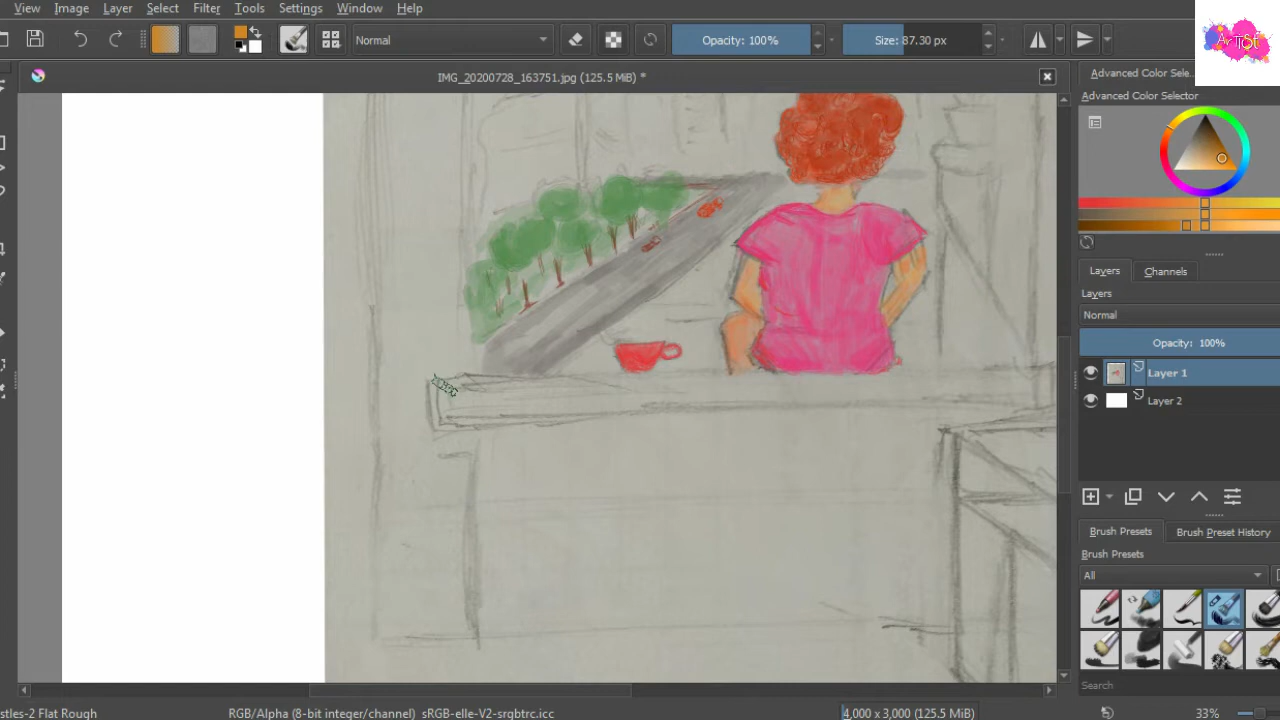 View Image Layer Select Filter Tools Settings Window Help
Normal Opacity: 100% Size: 87.30 px
IMG_20200728_163751.jpg (125.5 MiB) *
Advanced Color Sele...
Advanced Color Selector
Layers Channels
Layers
Normal
Opacity: 100%
Layer 1
Layer 2
Brush Presets Brush Preset History
Brush Presets
All
Search
stles-2 Flat Rough RGB/Alpha (8-bit integer/channel) sRGB-elle-V2-srgbtrc.icc 4,000 x 3,000 (125.5 MiB) 33%